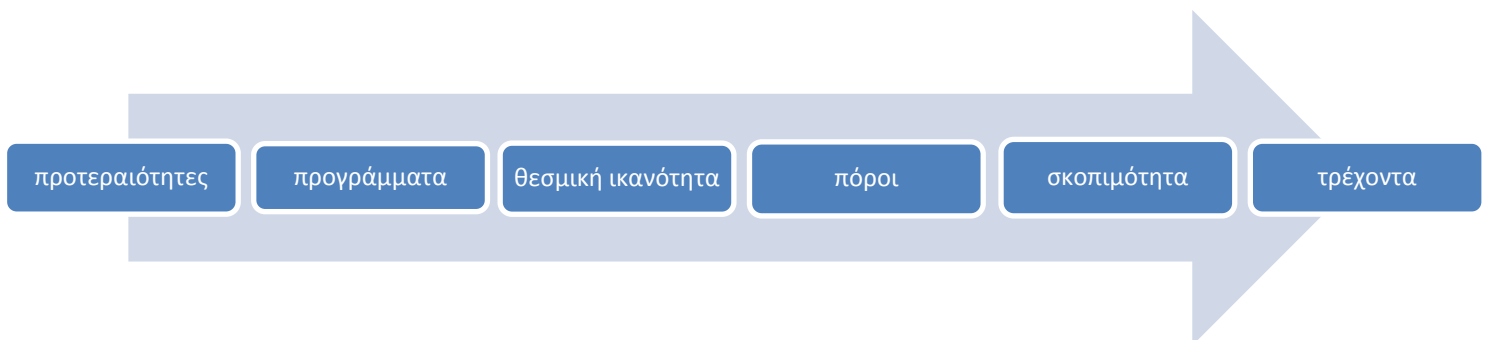 προτεραιότητες
προγράμματα
θεσμική ικανότητα
πόροι
σκοπιμότητα
τρέχοντα